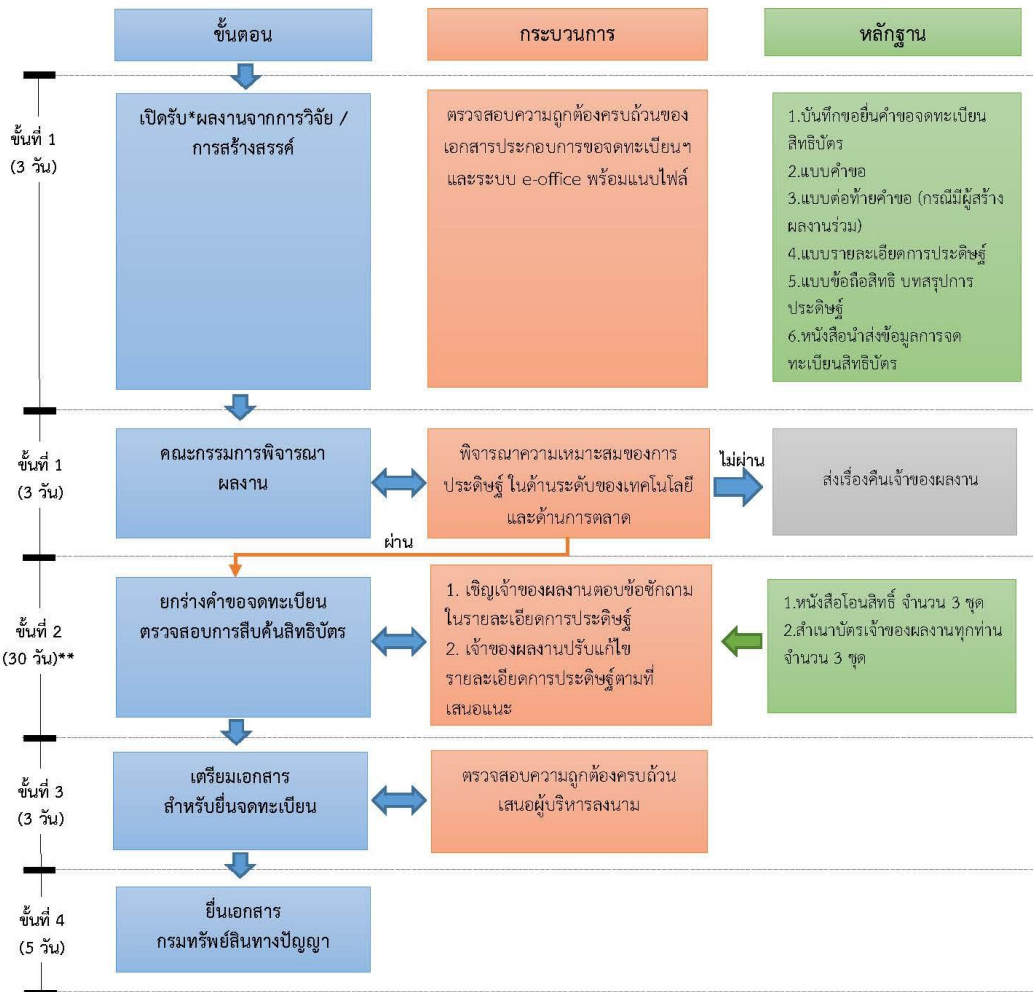 ขั้นตอน
กระบวนการ
หลักฐาน
ขั้นที่ 1
(3 วัน)
เปิดรับ*ผลงานจากการวิจัย /
การสร้างสรรค์
ตรวจสอบความถูกต้องครบถ้วนของ
เอกสารประกอบการขอจดทะเบียนฯ
และระบบ e-office พร้อมแนบไฟล์
1.บันทึกขอยื่นคำขอจดทะเบียน
สิทธิบัตร
2.แบบคำขอ
3.แบบต่อท้ายคำขอ (กรณีมีผู้สร้าง
ผลงานร่วม)
4.แบบรายละเอียดการประดิษฐ์
5.แบบข้อถือสิทธิ บทสรุปการ
ประดิษฐ์
6.หนังสือนำส่งข้อมูลการจด
ทะเบียนสิทธิบัตร
ขั้นที่ 1
(3 วัน)
คณะกรรมการพิจารณา
ผลงาน
พิจารณาความเหมาะสมของการ
ประดิษฐ์ ในด้านระดับของเทคโนโลยี
และด้านการตลาด
ไม่ผ่าน
ส่งเรื่องคืนเจ้าของผลงาน
ผ่าน
ขั้นที่ 2
(30 วัน)**
ยกร่างคำขอจดทะเบียน
ตรวจสอบการสืบค้นสิทธิบัตร
1. เชิญเจ้าของผลงานตอบข้อซักถาม
ในรายละเอียดการประดิษฐ์
2. เจ้าของผลงานปรับแก้ไข
รายละเอียดการประดิษฐ์ตามที่
เสนอแนะ
1.หนังสือโอนสิทธิ์ จำนวน 3 ชุด
2.สำเนาบัตรเจ้าของผลงานทุกท่าน
จำนวน 3 ชุด
ขั้นที่ 3
(3 วัน)
เตรียมเอกสาร
สำหรับยื่นจดทะเบียน
ตรวจสอบความถูกต้องครบถ้วน
เสนอผู้บริหารลงนาม
ขั้นที่ 4
(5 วัน)
ยื่นเอกสาร
กรมทรัพย์สินทางปัญญา